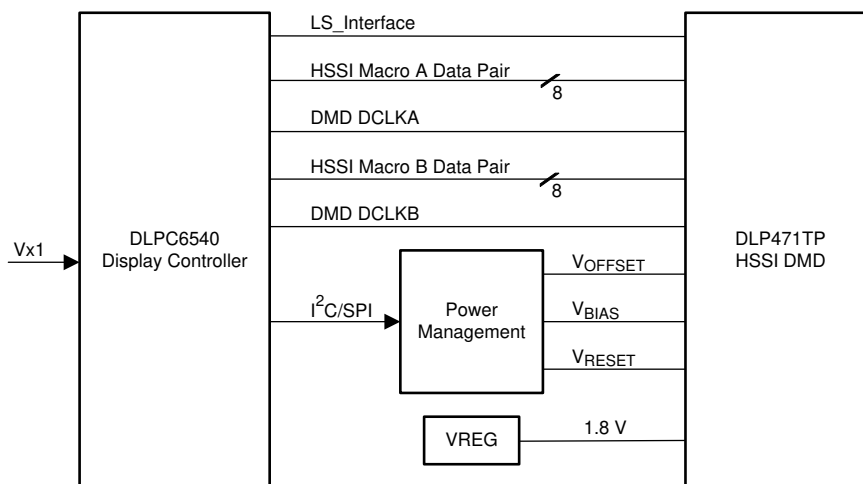 LS_Interface
HSSI Macro A Data Pair
8
DMD DCLKA
HSSI Macro B Data Pair
8
DMD DCLKB
Vx1
DLPC6540
Display Controller
DLP471TP
HSSI DMD
I2C/SPI
Power
Management
VOFFSET
VBIAS
VRESET
VREG
1.8 V